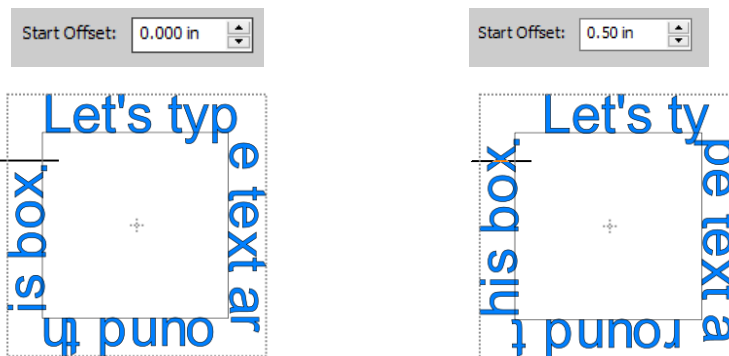 Start Offset: 0.000 in
Let's typ
e text ar
ound th
is box.
Start Offset: 0.50 in
Let's ty
pe text a
round t
his box.